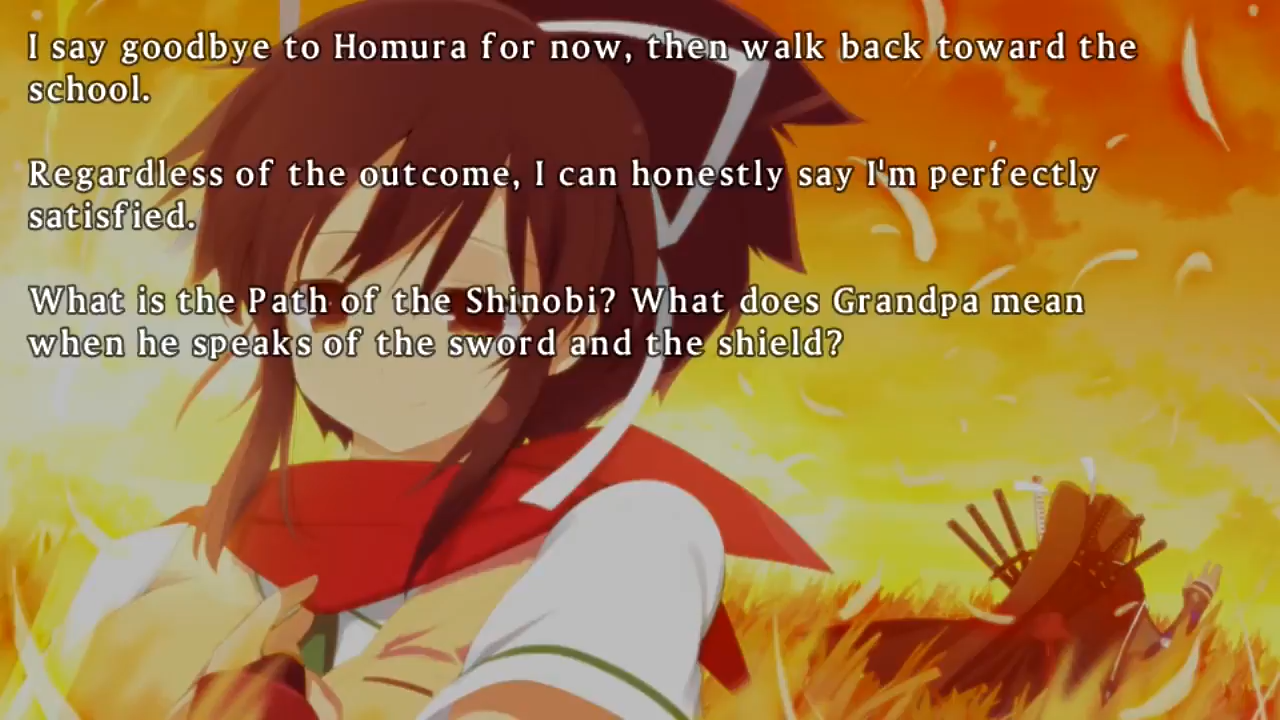 I say goodbye to Homura for now, then walk back toward the
school.
Regardless of the outcome, I can honestly say I'm perfectly
satisfied.
What is the Path of the Shinobi? What does Grandpa mean
when he speaks of the sword and the shield?